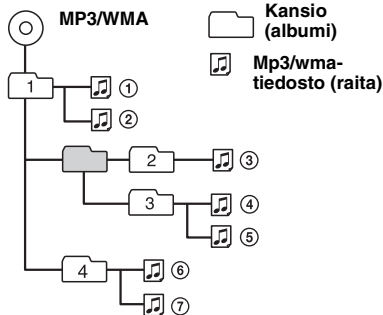 MP3/WMA
Kansio
(albumi)
Mp3/wma-
tiedosto (raita)
1
①
②
2
③
3
④
⑤
4
⑥
⑦